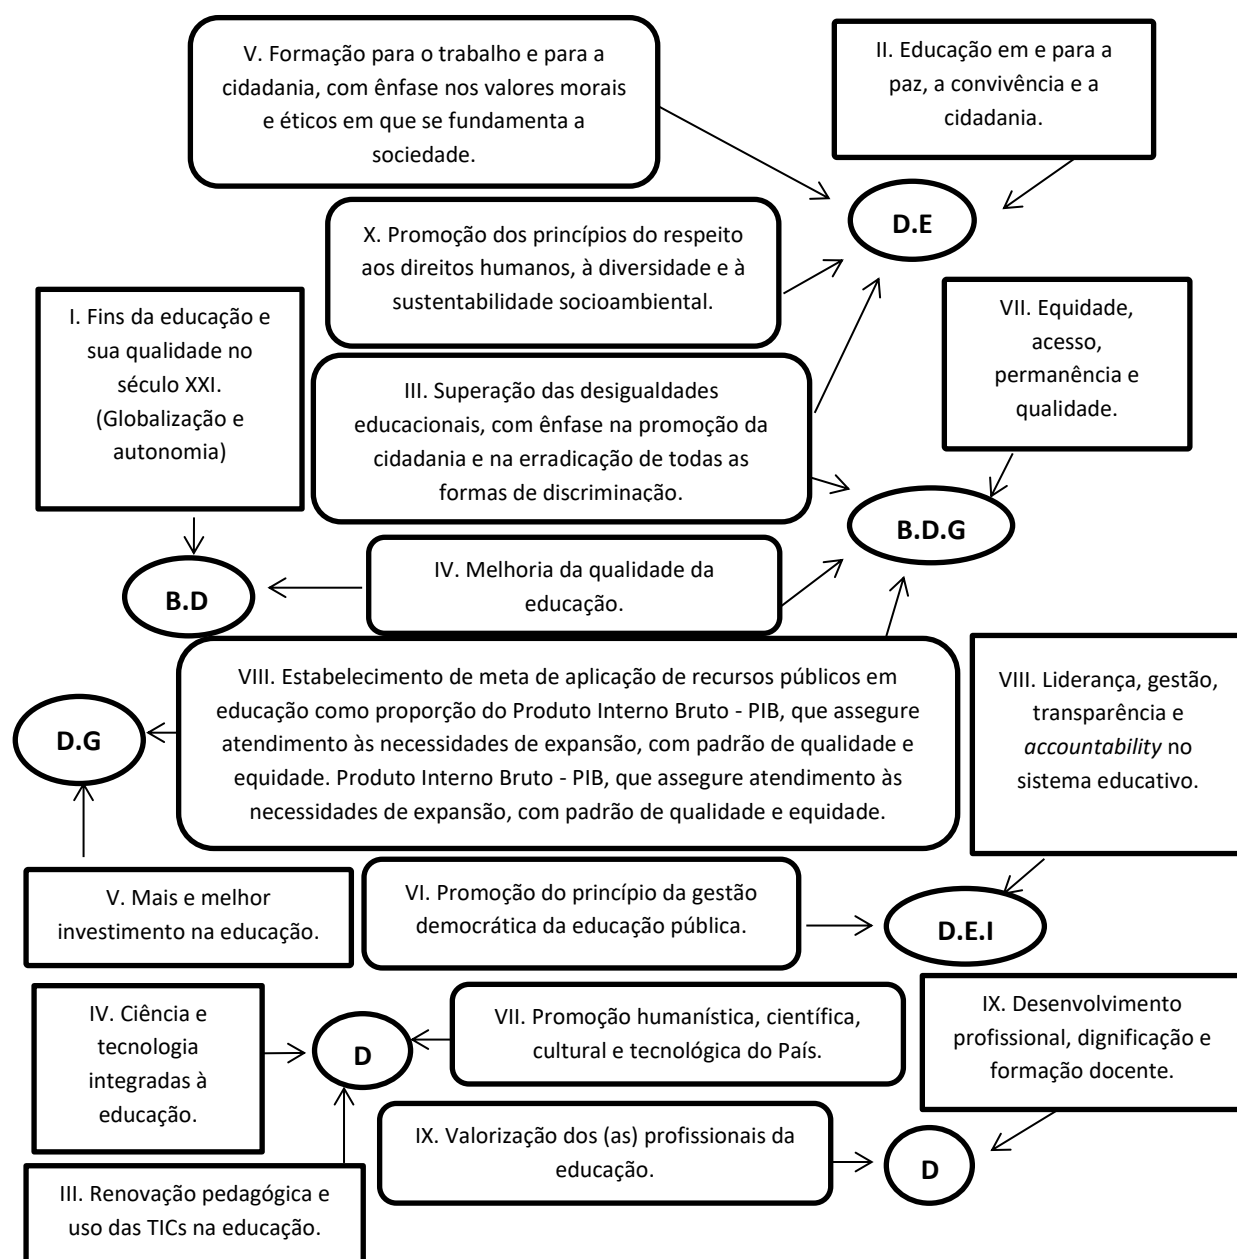 V. Formação para o trabalho e para a
cidadania, com ênfase nos valores morais
e éticos em que se fundamenta a
sociedade.
II. Educação em e para a
paz, a convivência e a
cidadania.
D.E
X. Promoção dos princípios do respeito
aos direitos humanos, à diversidade e à
sustentabilidade socioambiental.
I. Fins da educação e
sua qualidade no
século XXI.
(Globalização e
autonomia)
VII. Equidade,
acesso,
permanência e
qualidade.
III. Superação das desigualdades
educacionais, com ênfase na promoção da
cidadania e na erradicação de todas as
formas de discriminação.
B.D.G
IV. Melhoria da qualidade da
educação.
B.D
VIII. Estabelecimento de meta de aplicação de recursos públicos em
educação como proporção do Produto Interno Bruto - PIB, que assegure
atendimento às necessidades de expansão, com padrão de qualidade e
equidade. Produto Interno Bruto - PIB, que assegure atendimento às
necessidades de expansão, com padrão de qualidade e equidade.
VIII. Liderança, gestão,
transparência e
accountability no
sistema educativo.
D.G
V. Mais e melhor
investimento na educação.
VI. Promoção do princípio da gestão
democrática da educação pública.
D.E.I
IV. Ciência e
tecnologia
integradas à
educação.
D
VII. Promoção humanística, científica,
cultural e tecnológica do País.
IX. Desenvolvimento
profissional, dignificação e
formação docente.
IX. Valorização dos (as) profissionais da
educação.
D
III. Renovação pedagógica e
uso das TICs na educação.